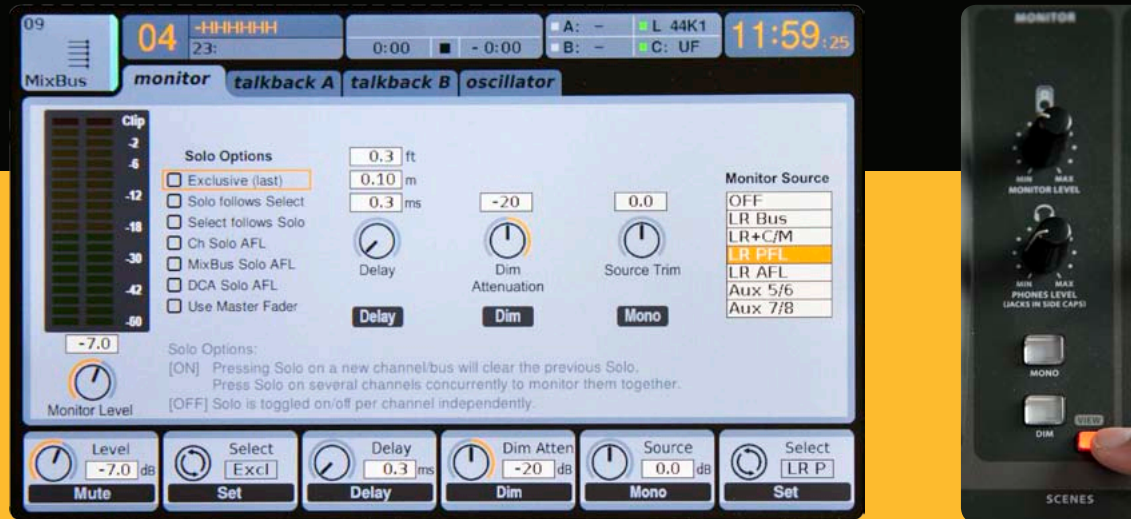 09
MixBus
04
-HHHHHH
23:
0:00 - 0:00
A: - L 44K1
B: - C: UF
11:59:25
monitor talkback A talkback B oscillator
Clip
-2
-6
-12
-18
-30
-42
-60
-7.0
Monitor Level
Solo Options
Exclusive (last)
Solo follows Select
Select follows Solo
Ch Solo AFL
MixBus Solo AFL
DCA Solo AFL
Use Master Fader
0.3 ft
0.10 m
0.3 ms
Delay
Delay
-20
Dim
Attenuation
Dim
0.0
Source Trim
Mono
Monitor Source
OFF
LR Bus
LR+C/M
LR PFL
LR AFL
Aux 5/6
Aux 7/8
Solo Options:
[ON] Pressing Solo on a new channel/bus will clear the previous Solo.
Press Solo on several channels concurrently to monitor them together.
[OFF] Solo is toggled on/off per channel independently.
Level
-7.0 dB
Mute
Select
Excl
Set
Delay
0.3 ms
Delay
Dim Atten
-20 dB
Dim
Source
0.0 dB
Mono
Select
LR P
Set
MONITOR
MIN MAX
MONITOR LEVEL
MIN MAX
PHONES LEVEL
(JACKS IN SIDE CAPS)
MONO
DIM
VIEW
SCENES